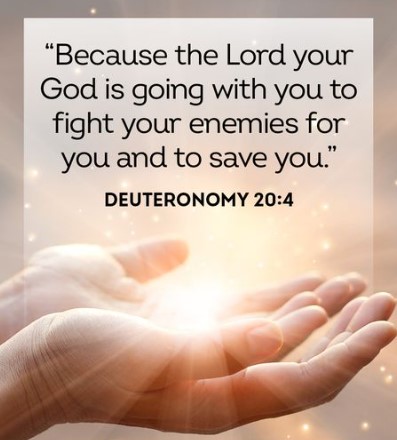 “Because the Lord your
God is going with you to
fight your enemies for
you and to save you.”
DEUTERONOMY 20:4